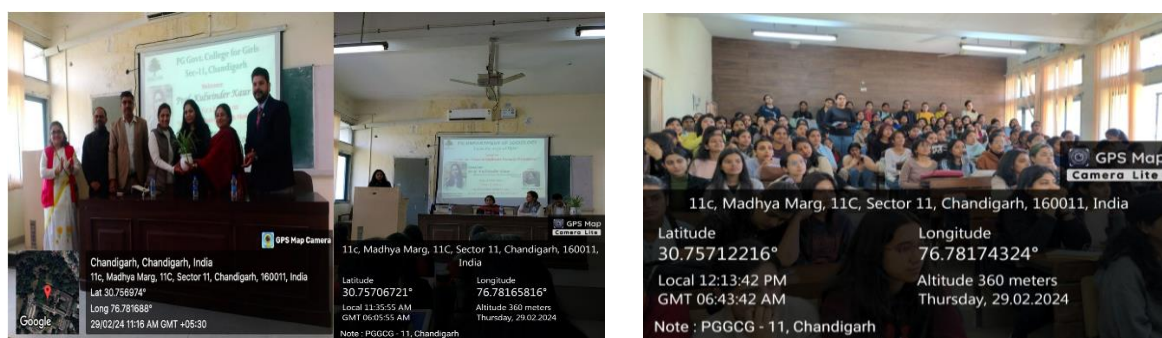 PG Govt. College for Girls
Sec-11, Chandigarh
Welcomes
Prof. Kulwinder Kaur
GPS Map Camera
Chandigarh, Chandigarh, India
11c, Madhya Marg, 11C, Sector 11, Chandigarh, 160011, India
Lat 30.756974°
Long 76.781688°
29/02/24 11:16 AM GMT +05:30
Google
GPS Map
Camera Lite
11c, Madhya Marg, 11C, Sector 11, Chandigarh, 160011,
India
Latitude
30.75706721°
Longitude
76.78165816°
Local 11:35:55 AM
GMT 06:05:55 AM
Altitude 360 meters
Thursday, 29.02.2024
Note : PGGCG - 11, Chandigarh
GPS Map
Camera Lite
11c, Madhya Marg, 11C, Sector 11, Chandigarh, 160011, India
Latitude
30.75712216°
Longitude
76.78174324°
Local 12:13:42 PM
GMT 06:43:42 AM
Altitude 360 meters
Thursday, 29.02.2024
Note : PGGCG - 11, Chandigarh